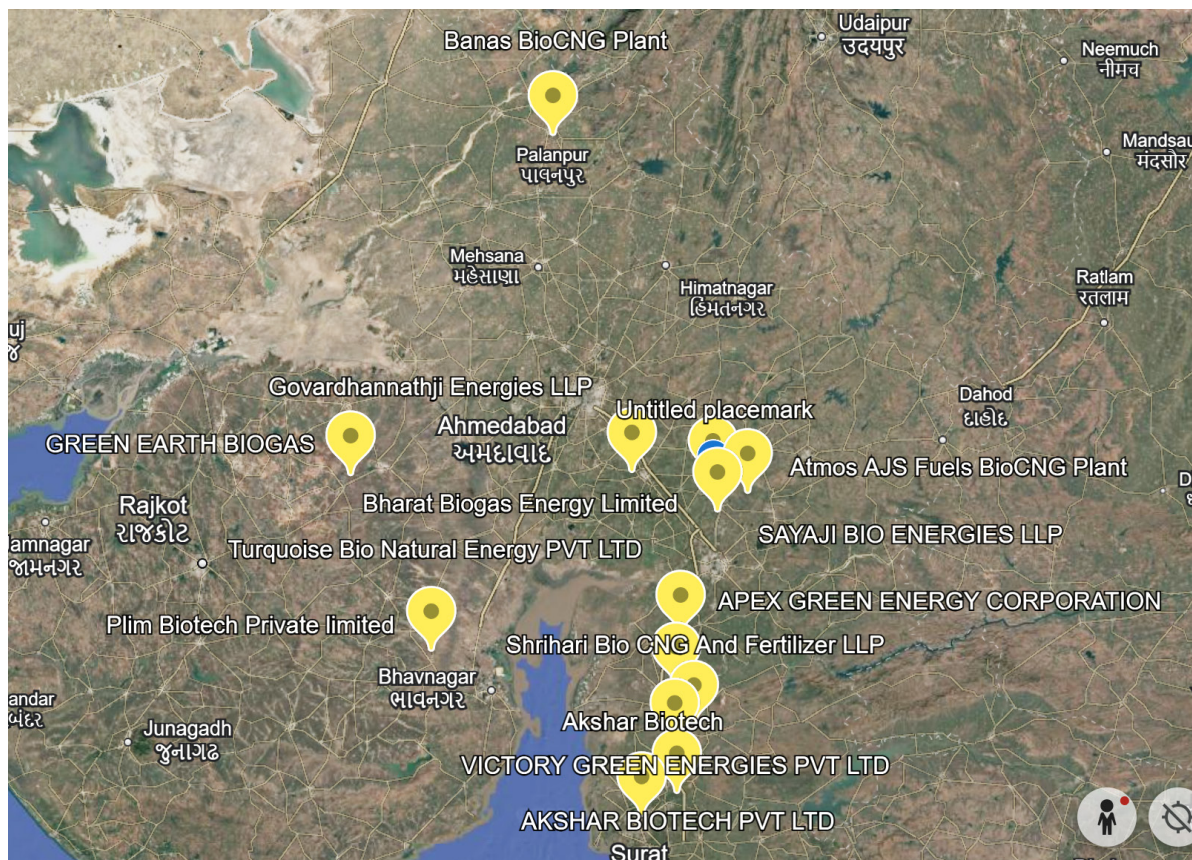 Udaipur
उदयपुर
Banas BioCNG Plant
Neemuch
नीमच
Palanpur
પાલનપુર
मंदसौर
Mehsana
મહેસાણા
Himatnagar
હિંમતનગર
Ratlam
रतलाम
Govardhannathji Energies LLP
Dahod
દાહોદ
Untitled placemark
Ahmedabad
અમદાવાદ
GREEN EARTH BIOGAS
Atmos AJS Fuels BioCNG Plant
Bharat Biogas Energy Limited
Rajkot
રાજકોટ
SAYAJI BIO ENERGIES LLP
Turquoise Bio Natural Energy PVT LTD
amnagar
જામનગર
APEX GREEN ENERGY CORPORATION
Plim Biotech Private limited
Shrihari Bio CNG And Fertilizer LLP
Bhavnagar
ભાવનગર
andar
બંદર
Junagadh
જુનાગઢ
Akshar Biotech
VICTORY GREEN ENERGIES PVT LTD
AKSHAR BIOTECH PVT LTD
Surat